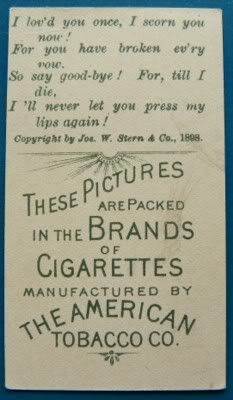 I lov'd you once, I scorn you
now!
For you have broken ev'ry
vow.
So say good-bye! For, till I
die,
I'll never let you press my
lips again!
Copyright by Jos. W. Stern & Co., 1898.
THESE PICTURES
ARE PACKED
IN THE BRANDS
OF
CIGARETTES
MANUFACTURED BY
THE AMERICAN
TOBACCO CO.